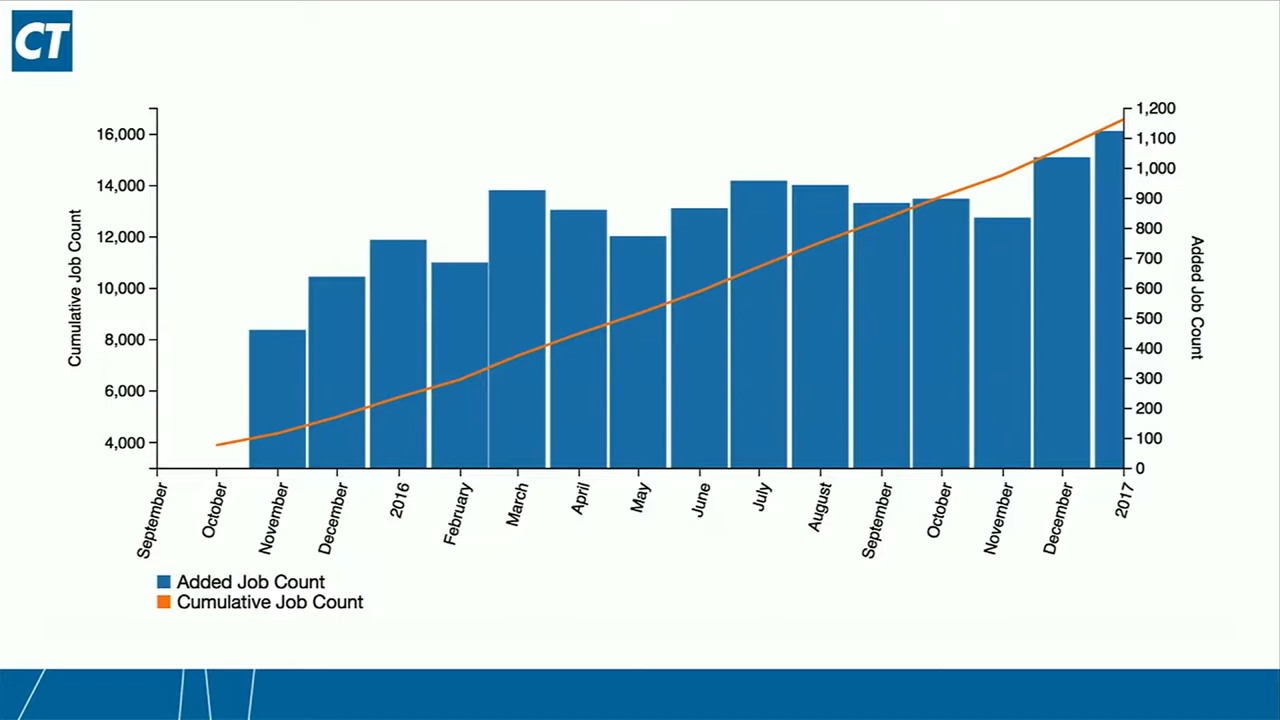 CT
Cumulative Job Count
16,000
14,000
12,000
10,000
8,000
6,000
4,000
1,200
1,100
1,000
900
800
700
600
500
400
300
200
100
0
Added Job Count
September
October
November
December
2016
February
March
April
May
June
July
August
September
October
November
December
2017
Added Job Count
Cumulative Job Count